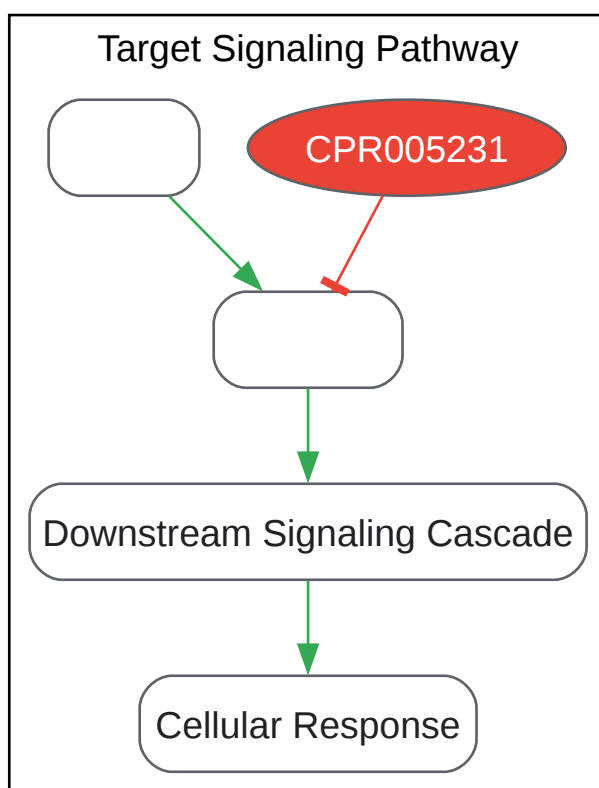 Target Signaling Pathway
CPR005231
Downstream Signaling Cascade
Cellular Response